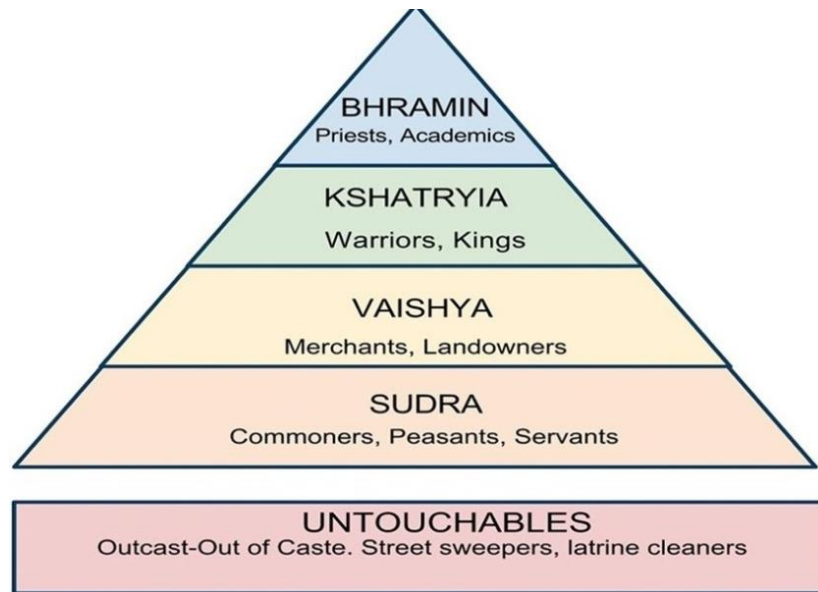 BHRAMIN
Priests, Academics
KSHATRYIA
Warriors, Kings
VAISHYA
Merchants, Landowners
SUDRA
Commoners, Peasants, Servants
UNTOUCHABLES
Outcast-Out of Caste. Street sweepers, latrine cleaners